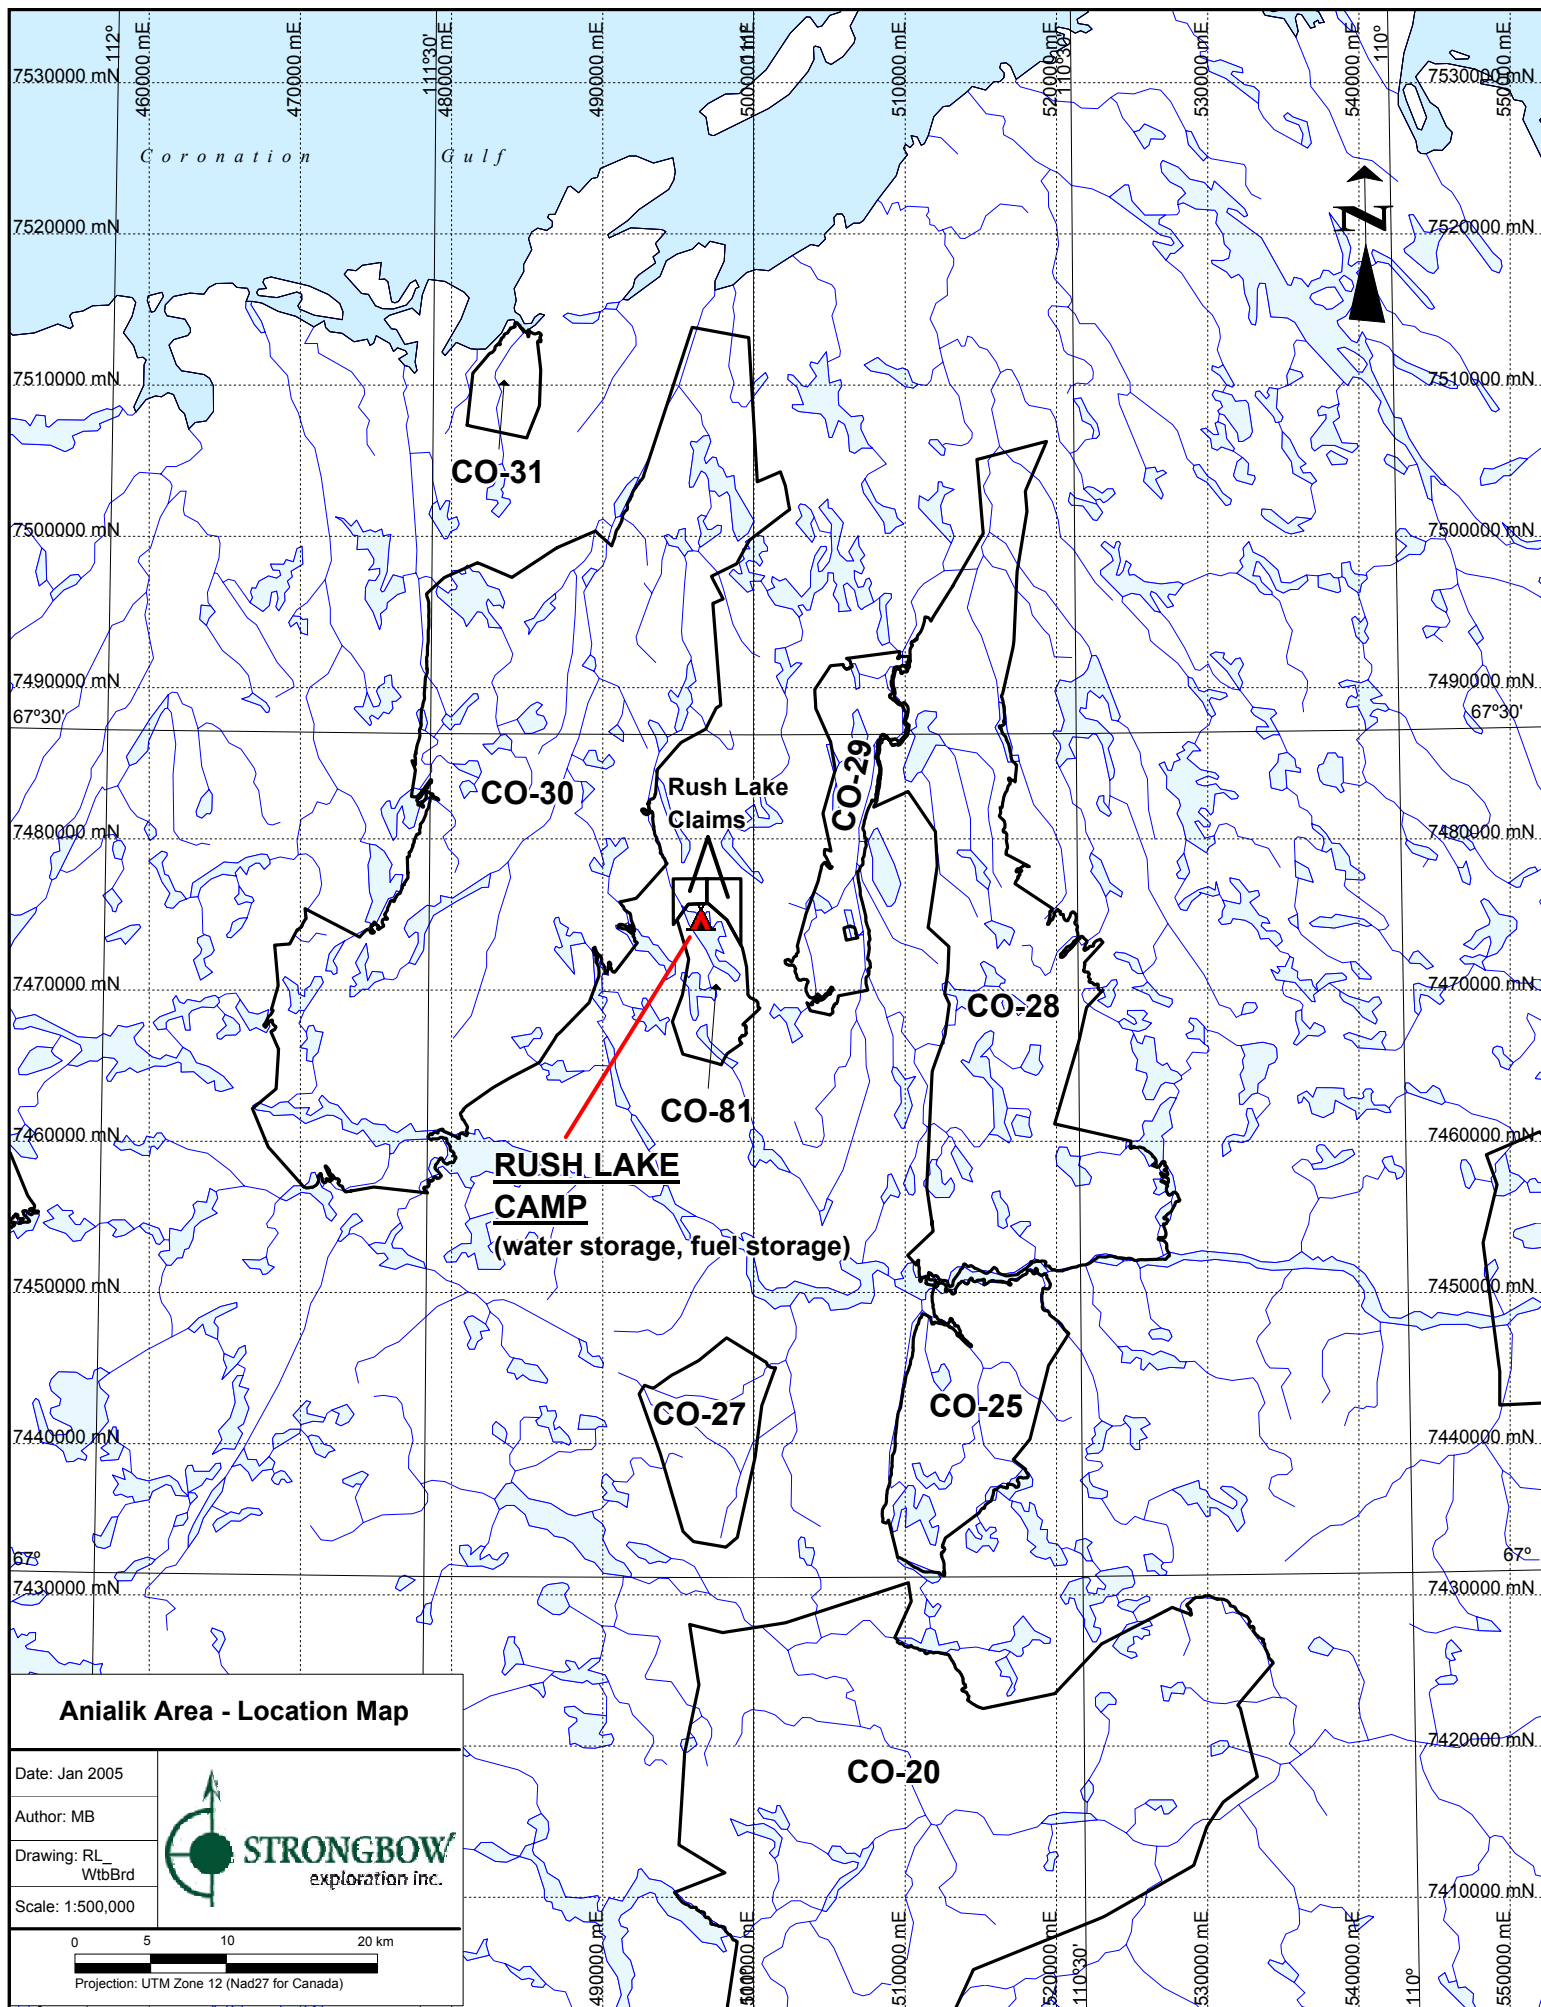 112°
460000.mE
470000.mE
111°30'
480000.mE
490000.mE
500000.mE
111°
510000.mE
520000.mE
110°30'
530000.mE
540000.mE
110°
550000.mE
7530000 mN
7530000 mN
Coronation Gulf
N
7520000 mN
7520000 mN
7510000 mN
7510000 mN
CO-31
7500000 mN
7500000 mN
7490000 mN
7490000 mN
67°30'
67°30'
CO-30
Rush Lake
Claims
CO-29
7480000 mN
7480000 mN
7470000 mN
7470000 mN
CO-28
CO-81
7460000 mN
7460000 mN
RUSH LAKE
CAMP
(water storage, fuel storage)
7450000 mN
7450000 mN
CO-27
CO-25
7440000 mN
7440000 mN
67°
67°
7430000 mN
7430000 mN
Anialik Area - Location Map
7420000 mN
CO-20
Date: Jan 2005
Author: MB
Drawing: RL_
WtbBrd
Scale: 1:500,000
STRONGBOW
exploration inc.
7410000 mN
0 5 10 20 km
Projection: UTM Zone 12 (Nad27 for Canada)
490000.mE
500000.mE
111°
510000.mE
520000.mE
110°30'
530000.mE
540000.mE
110°
550000.mE